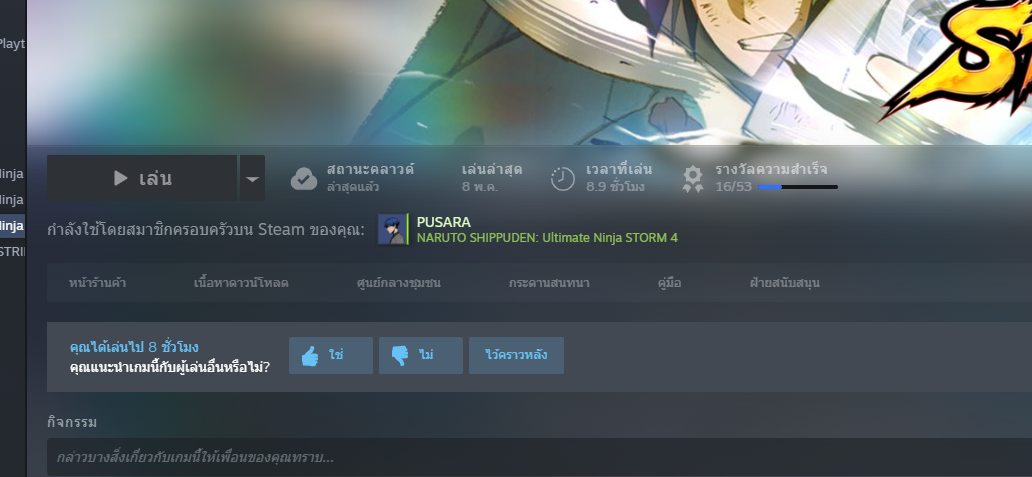 Playt
เล่น
สถานะคลาวด์
ล่าสุดแล้ว
เล่นล่าสุด
8 พ.ค.
เวลาที่เล่น
8.9 ชั่วโมง
รางวัลความสำเร็จ
16/53
Ninja
Ninja
Ninja
STRI
กำลังใช้โดยสมาชิกครอบครัวบน Steam ของคุณ:
PUSARA
NARUTO SHIPPUDEN: Ultimate Ninja STORM 4
หน้าร้านค้า เนื้อหาดาวน์โหลด ศูนย์กลางชุมชน กระดานสนทนา คู่มือ ฝ่ายสนับสนุน
คุณได้เล่นไป 8 ชั่วโมง
คุณแนะนำเกมนี้กับผู้เล่นอื่นหรือไม่?
ใช่ ไม่ ไว้คราวหลัง
กิจกรรม
กล่าวบางสิ่งเกี่ยวกับเกมนี้ให้เพื่อนของคุณทราบ...